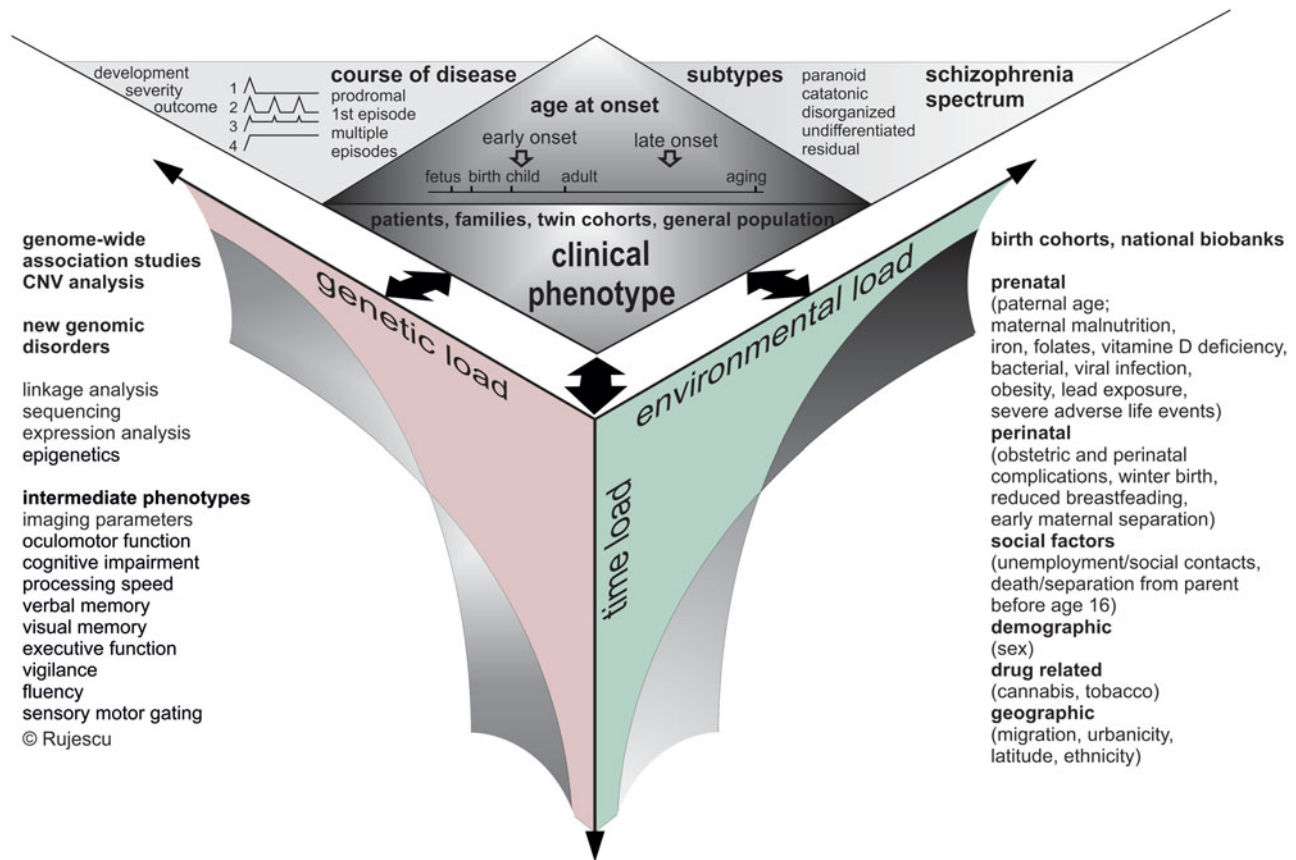 development
severity
outcome
1
2
3
4
course of disease
prodromal
1st episode
multiple
episodes
age at onset
early onset
late onset
fetus birth child adult aging
subtypes
paranoid
catatonic
disorganized
undifferentiated
residual
schizophrenia
spectrum
patients, families, twin cohorts, general population
clinical
phenotype
genetic load
environmental load
time load
genome-wide
association studies
CNV analysis
new genomic
disorders
linkage analysis
sequencing
expression analysis
epigenetics
intermediate phenotypes
imaging parameters
oculomotor function
cognitive impairment
processing speed
verbal memory
visual memory
executive function
vigilance
fluency
sensory motor gating
© Rujescu
birth cohorts, national biobanks
prenatal
(paternal age;
maternal malnutrition,
iron, folates, vitamine D deficiency,
bacterial, viral infection,
obesity, lead exposure,
severe adverse life events)
perinatal
(obstetric and perinatal
complications, winter birth,
reduced breastfeeding,
early maternal separation)
social factors
(unemployment/social contacts,
death/separation from parent
before age 16)
demographic
(sex)
drug related
(cannabis, tobacco)
geographic
(migration, urbanicity,
latitude, ethnicity)